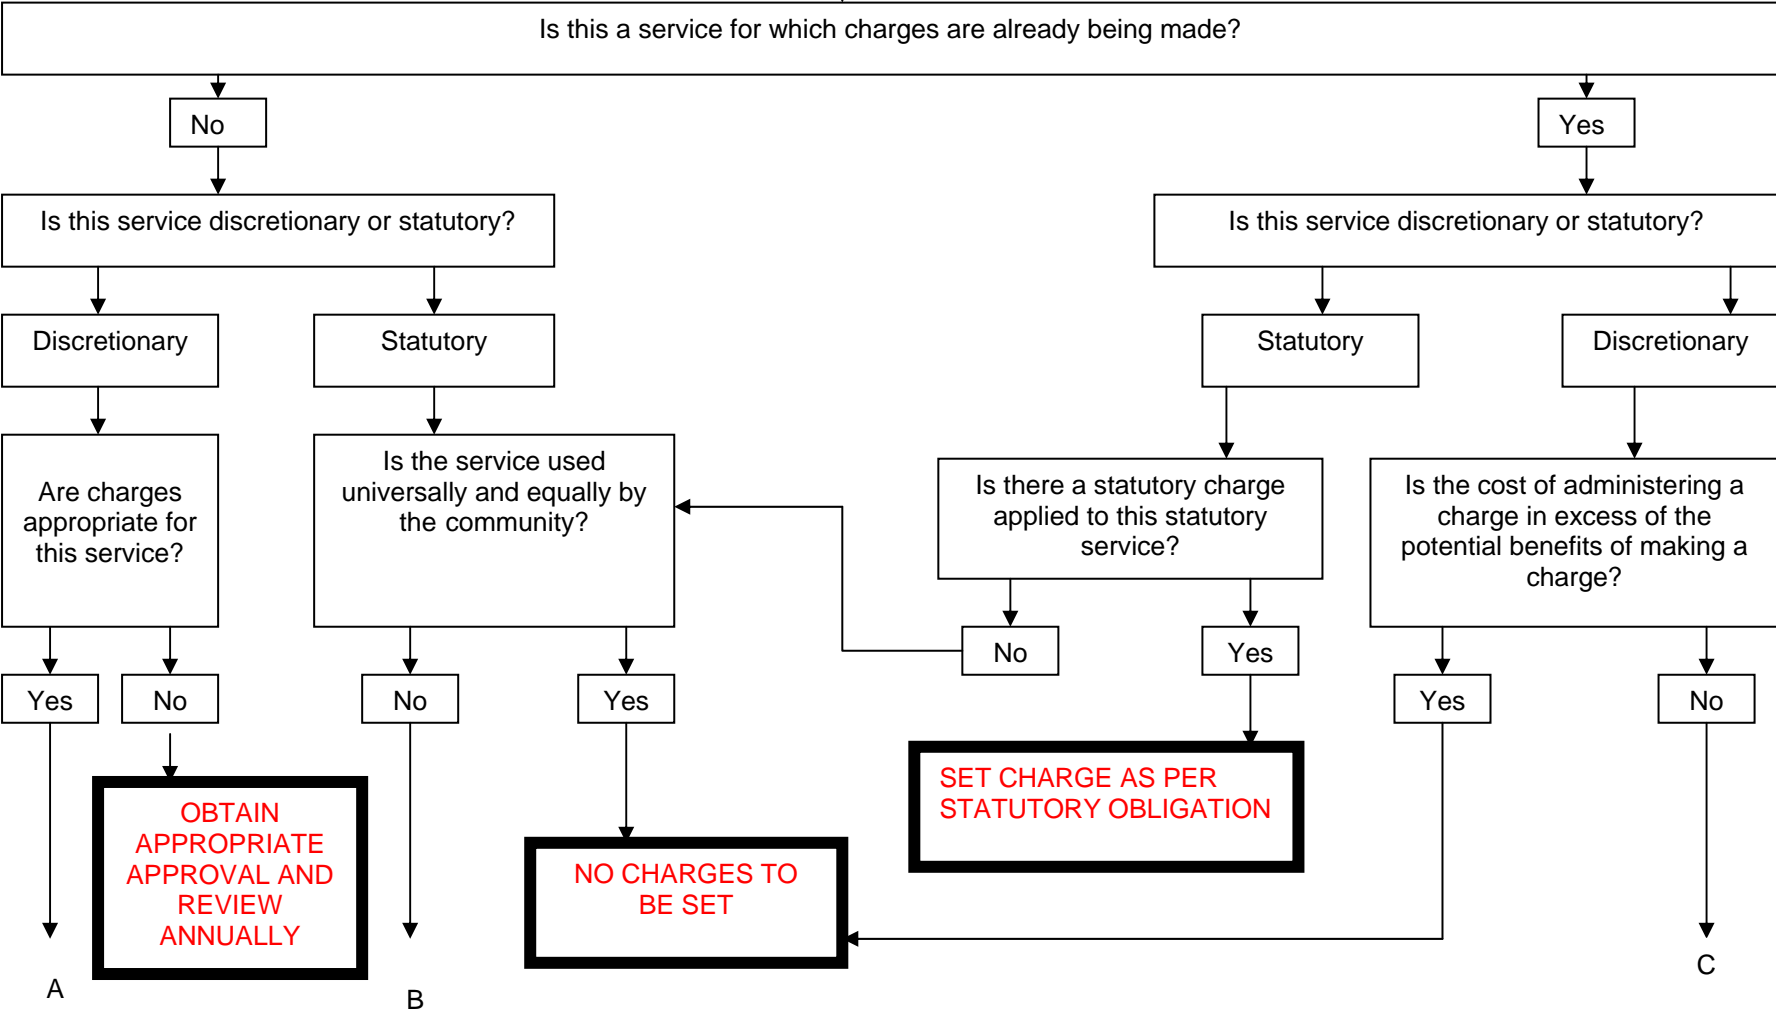 Is this a service for which charges are already being made?
No
Yes
Is this service discretionary or statutory?
Is this service discretionary or statutory?
Discretionary
Statutory
Statutory
Discretionary
Are charges
appropriate for
this service?
Is the service used
universally and equally by
the community?
Is there a statutory charge
applied to this statutory
service?
Is the cost of administering a
charge in excess of the
potential benefits of making a
charge?
No
Yes
Yes
No
No
Yes
Yes
No
OBTAIN
APPROPRIATE
APPROVAL AND
REVIEW
ANNUALLY
NO CHARGES TO
BE SET
SET CHARGE AS PER
STATUTORY OBLIGATION
A
B
C